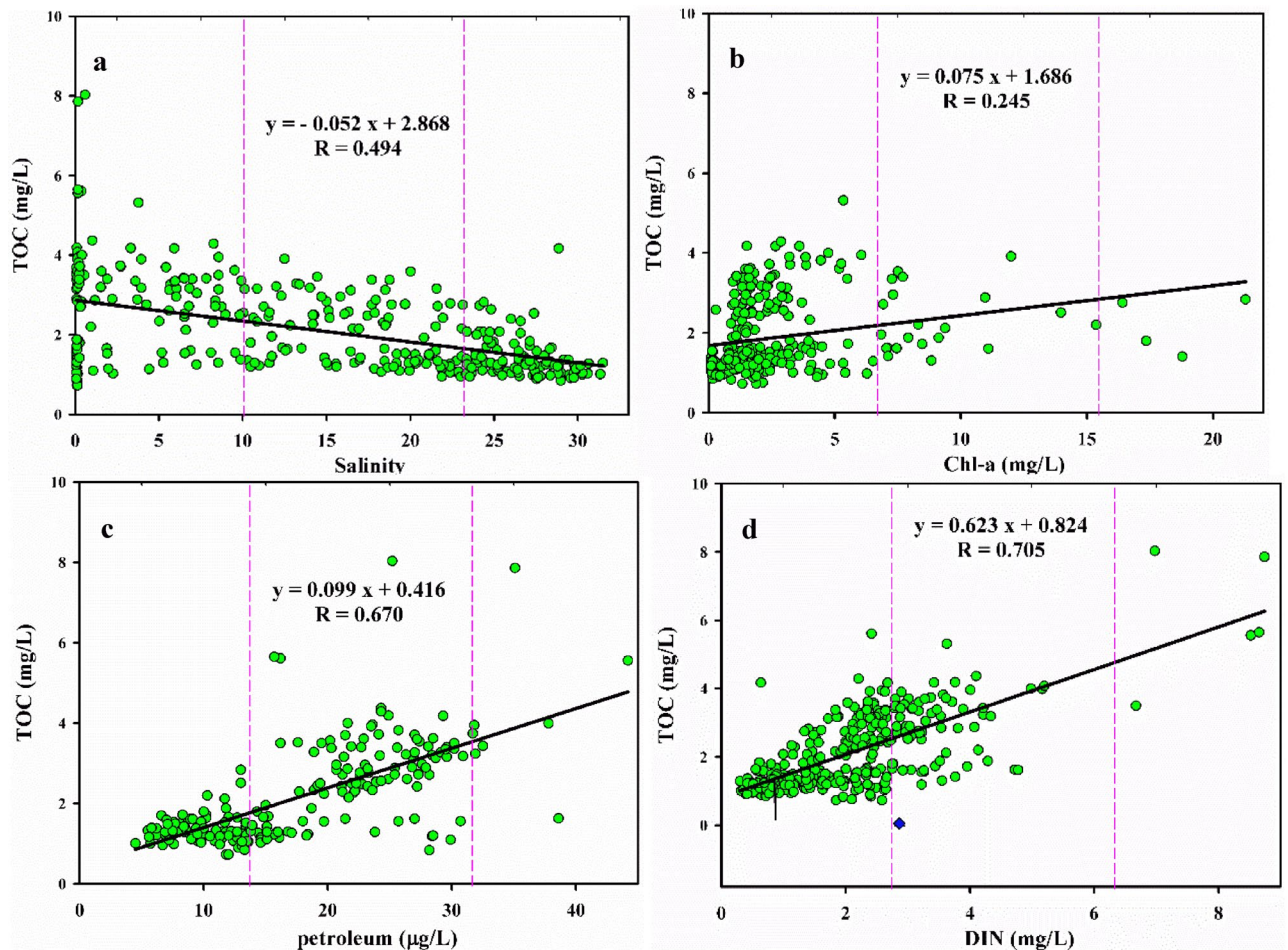 a
y = - 0.052 x + 2.868
R = 0.494
TOC (mg/L)
10
8
6
4
2
0
0 5 10 15 20 25 30
Salinity
b
y = 0.075 x + 1.686
R = 0.245
TOC (mg/L)
10
8
6
4
2
0
0 5 10 15 20
Chl-a (mg/L)
c
y = 0.099 x + 0.416
R = 0.670
TOC (mg/L)
10
8
6
4
2
0
0 10 20 30 40
petroleum (μg/L)
d
y = 0.623 x + 0.824
R = 0.705
TOC (mg/L)
10
8
6
4
2
0
0 2 4 6 8
DIN (mg/L)